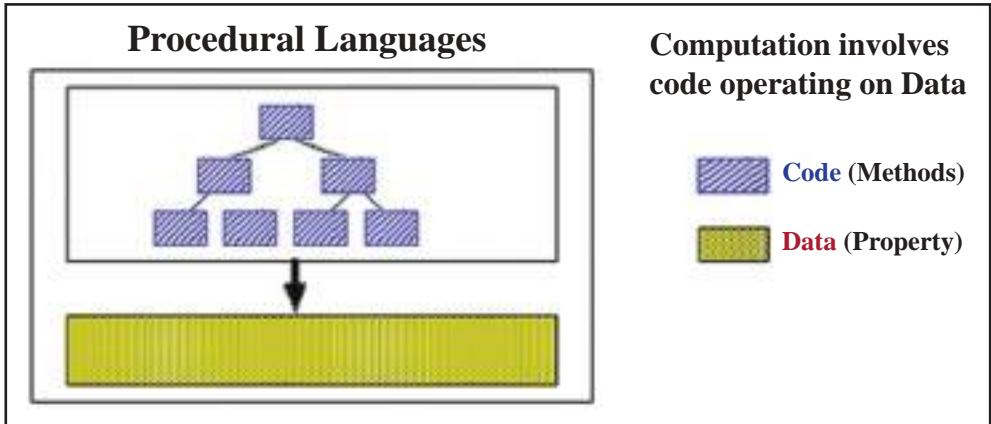 Procedural Languages
Computation involves
code operating on Data
Code (Methods)
Data (Property)